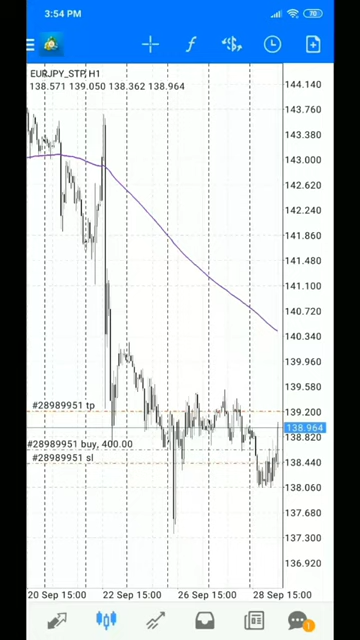 3:54 PM
71
EURJPY_STP,H1
138.571 139.050 138.362 138.964
144.140
143.760
143.380
143.000
142.620
142.240
141.860
141.480
141.100
140.720
140.340
139.960
139.580
139.200
138.964
138.820
138.440
138.060
137.680
137.300
136.920
#28989951 tp
#28989951 buy, 400.00
#28989951 sl
20 Sep 15:00
22 Sep 15:00
26 Sep 15:00
28 Sep 15:00
1